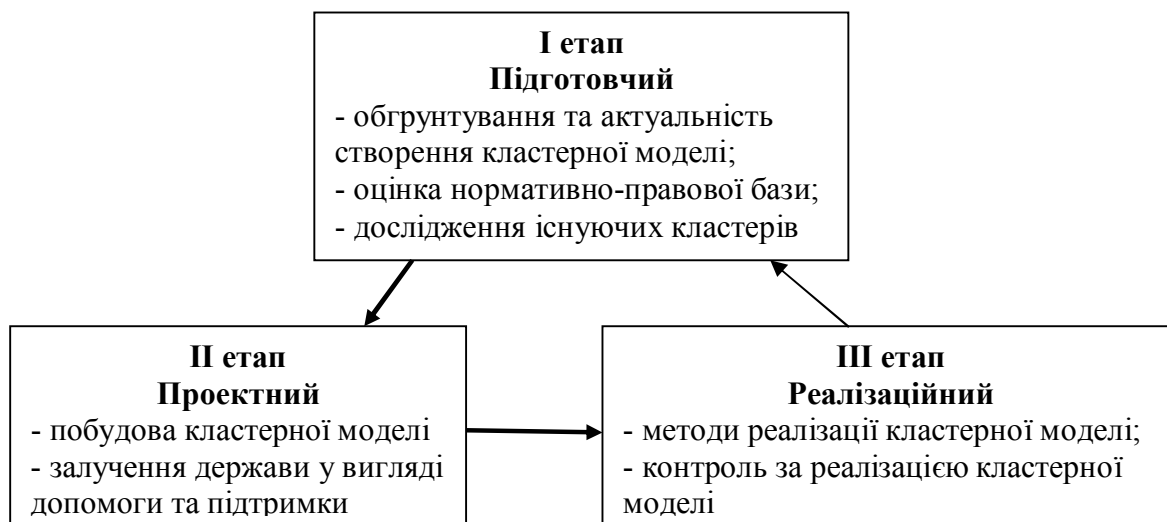 І етап
Підготовчий
- обгрунтування та актуальність
створення кластерної моделі;
- оцінка нормативно-правової бази;
- дослідження існуючих кластерів
ІІ етап
Проектний
- побудова кластерної моделі
- залучення держави у вигляді
допомоги та підтримки
ІІІ етап
Реалізаційний
- методи реалізації кластерної моделі;
- контроль за реалізацією кластерної
моделі